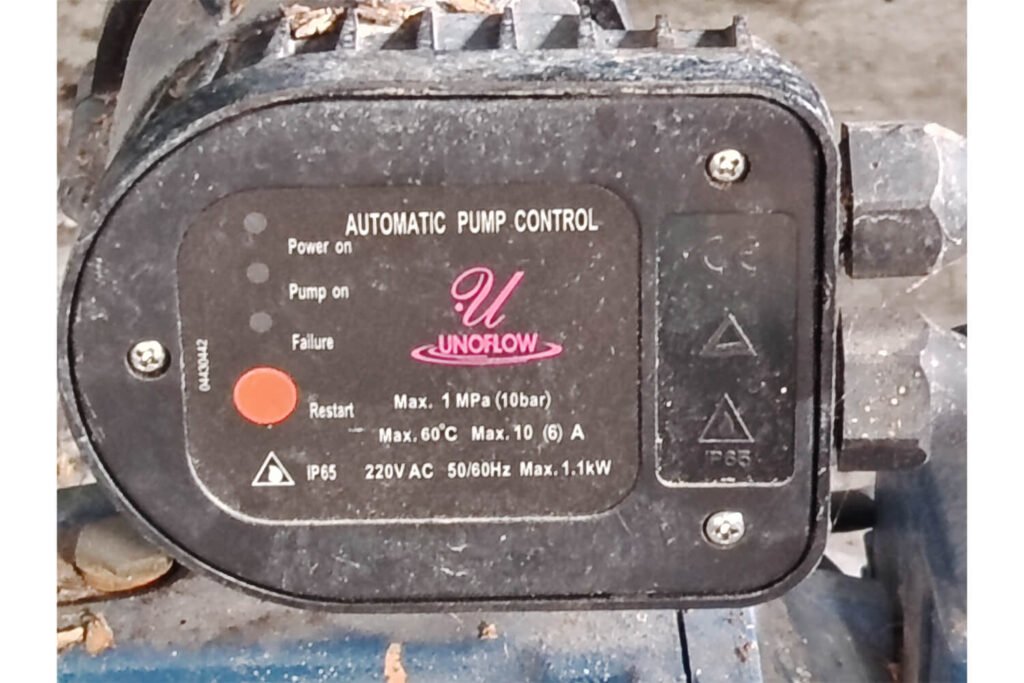 AUTOMATIC PUMP CONTROL
Power on
Pump on
Failure
04430442
U
UNOFLOW
Restart
Max. 1 MPa (10bar)
Max. 60°C Max. 10 (6) A
IP65 220V AC 50/60Hz Max. 1.1kW
CE
IP65